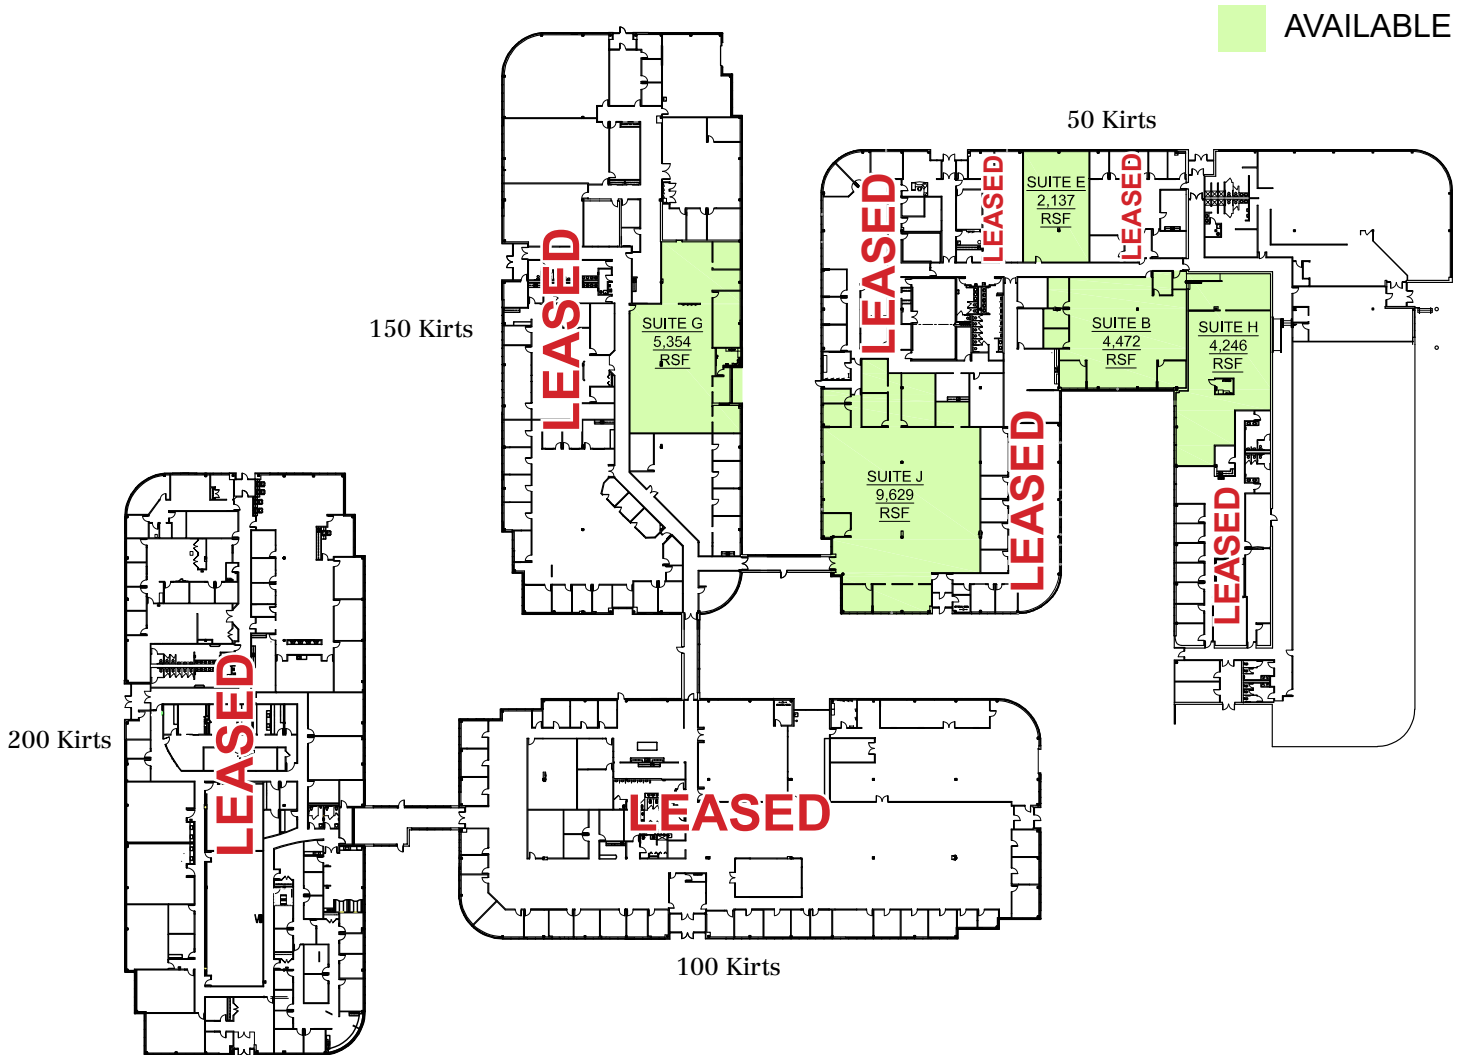 AVAILABLE
50 Kirts
LEASED
LEASED
SUITE E
2,137
RSF
LEASED
150 Kirts
LEASED
SUITE G
5,354
RSF
SUITE B
4,472
RSF
SUITE H
4,246
RSF
SUITE J
9,629
RSF
LEASED
LEASED
200 Kirts
LEASED
LEASED
100 Kirts